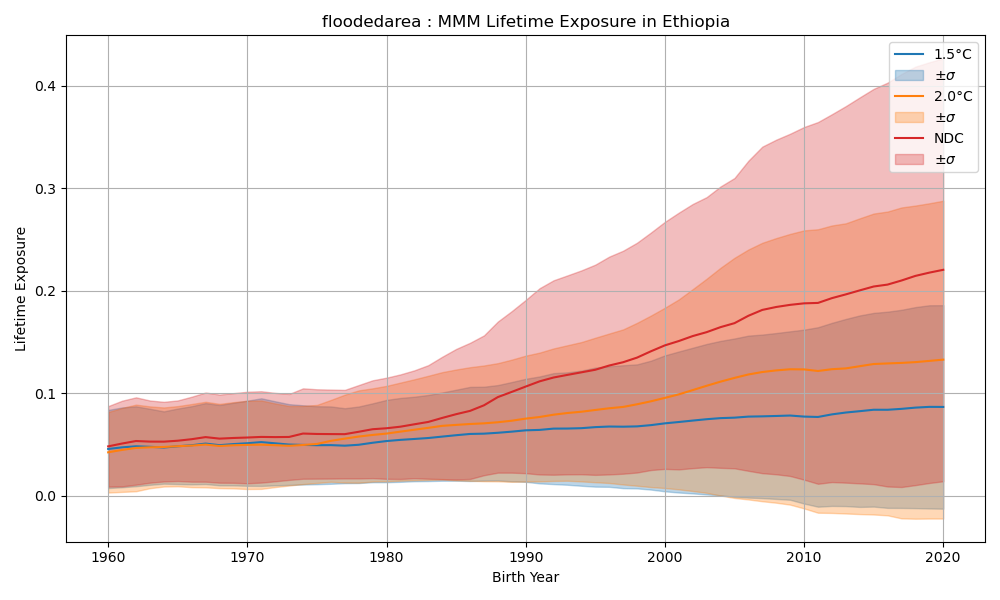 floodedarea : MMM Lifetime Exposure in Ethiopia
Lifetime Exposure
0.4
0.3
0.2
0.1
0.0
1.5°C
±σ
2.0°C
±σ
NDC
±σ
1960 1970 1980 1990 2000 2010 2020
Birth Year